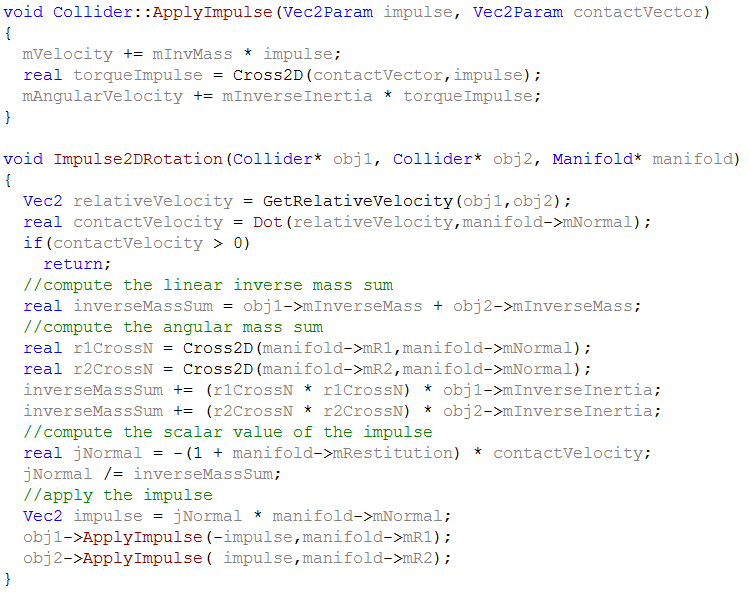 void Collider::ApplyImpulse(Vec2Param impulse, Vec2Param contactVector)
{
  mVelocity += mInvMass * impulse;
  real torqueImpulse = Cross2D(contactVector,impulse);
  mAngularVelocity += mInverseInertia * torqueImpulse;
}

void Impulse2DRotation(Collider* obj1, Collider* obj2, Manifold* manifold)
{
  Vec2 relativeVelocity = GetRelativeVelocity(obj1,obj2);
  real contactVelocity = Dot(relativeVelocity,manifold->mNormal);
  if(contactVelocity > 0)
    return;
  //compute the linear inverse mass sum
  real inverseMassSum = obj1->mInverseMass + obj2->mInverseMass;
  //compute the angular mass sum
  real r1CrossN = Cross2D(manifold->mR1,manifold->mNormal);
  real r2CrossN = Cross2D(manifold->mR2,manifold->mNormal);
  inverseMassSum += (r1CrossN * r1CrossN) * obj1->mInverseInertia;
  inverseMassSum += (r2CrossN * r2CrossN) * obj2->mInverseInertia;
  //compute the scalar value of the impulse
  real jNormal = -(1 + manifold->mRestitution) * contactVelocity;
  jNormal /= inverseMassSum;
  //apply the impulse
  Vec2 impulse = jNormal * manifold->mNormal;
  obj1->ApplyImpulse(-impulse,manifold->mR1);
  obj2->ApplyImpulse( impulse,manifold->mR2);
}